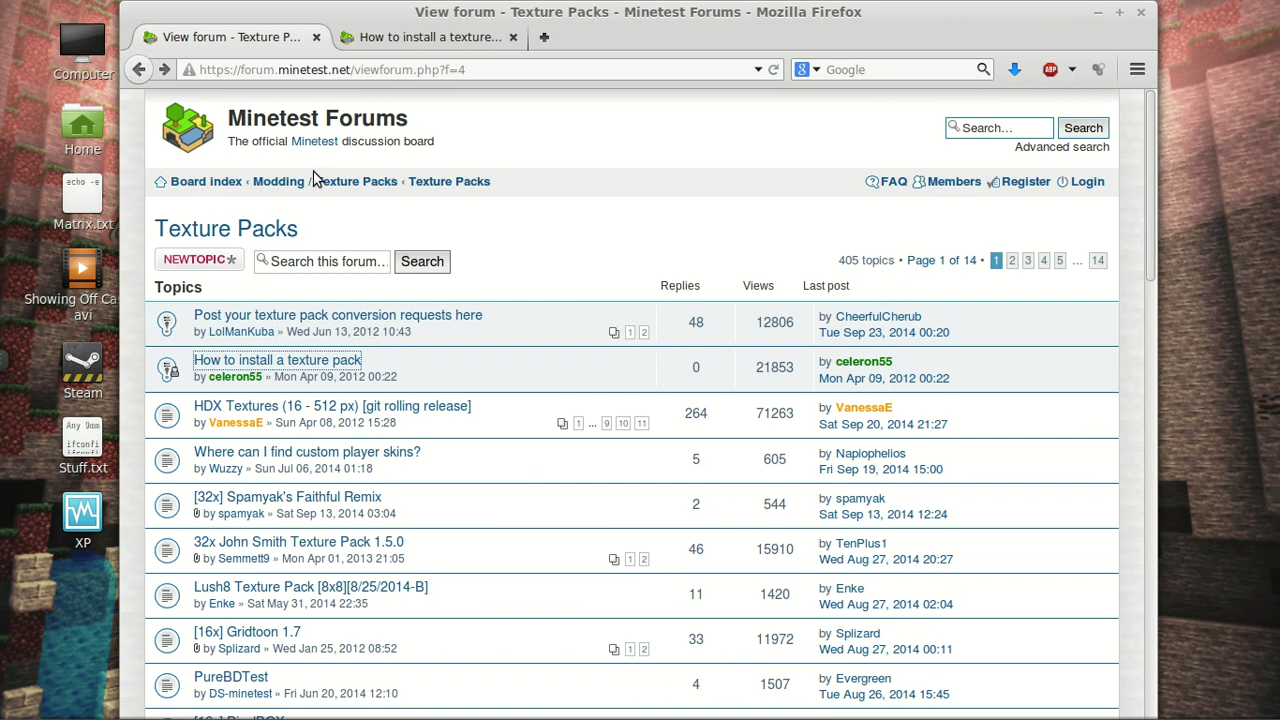 View forum - Texture Packs - Minetest Forums - Mozilla Firefox
View forum - Texture P...
How to install a texture...
https://forum.minetest.net/viewforum.php?f=4
Google
ABP
Computer
Home
echo -e
Matrix.txt
Showing Off Ca
avi
Steam
Any 9mm
ifconfi
ifconfi
Stuff.txt
XP
Minetest Forums
The official Minetest discussion board
Search...
Search
Advanced search
Board index ‹ Modding / Texture Packs ‹ Texture Packs
FAQ
Members
Register
Login
Texture Packs
NEWTOPIC*
Search this forum...
Search
405 topics • Page 1 of 14 • 1 2 3 4 5 ... 14
Topics
Replies
Views
Last post
Post your texture pack conversion requests here
by LolManKuba » Wed Jun 13, 2012 10:43
1 2
48
12806
by CheerfulCherub
Tue Sep 23, 2014 00:20
How to install a texture pack
by celeron55 » Mon Apr 09, 2012 00:22
0
21853
by celeron55
Mon Apr 09, 2012 00:22
HDX Textures (16 - 512 px) [git rolling release]
by VanessaE » Sun Apr 08, 2012 15:28
1 ... 9 10 11
264
71263
by VanessaE
Sat Sep 20, 2014 21:27
Where can I find custom player skins?
by Wuzzy » Sun Jul 06, 2014 01:18
5
605
by Napiophelios
Fri Sep 19, 2014 15:00
[32x] Spamyak's Faithful Remix
by spamyak » Sat Sep 13, 2014 03:04
2
544
by spamyak
Sat Sep 13, 2014 12:24
32x John Smith Texture Pack 1.5.0
by Semmett9 » Mon Apr 01, 2013 21:05
1 2
46
15910
by TenPlus1
Wed Aug 27, 2014 20:27
Lush8 Texture Pack [8x8][8/25/2014-B]
by Enke » Sat May 31, 2014 22:35
11
1420
by Enke
Wed Aug 27, 2014 02:04
[16x] Gridtoon 1.7
by Splizard » Wed Jan 25, 2012 08:52
1 2
33
11972
by Splizard
Wed Aug 27, 2014 00:11
PureBDTest
by DS-minetest » Fri Jun 20, 2014 12:10
4
1507
by Evergreen
Tue Aug 26, 2014 15:45